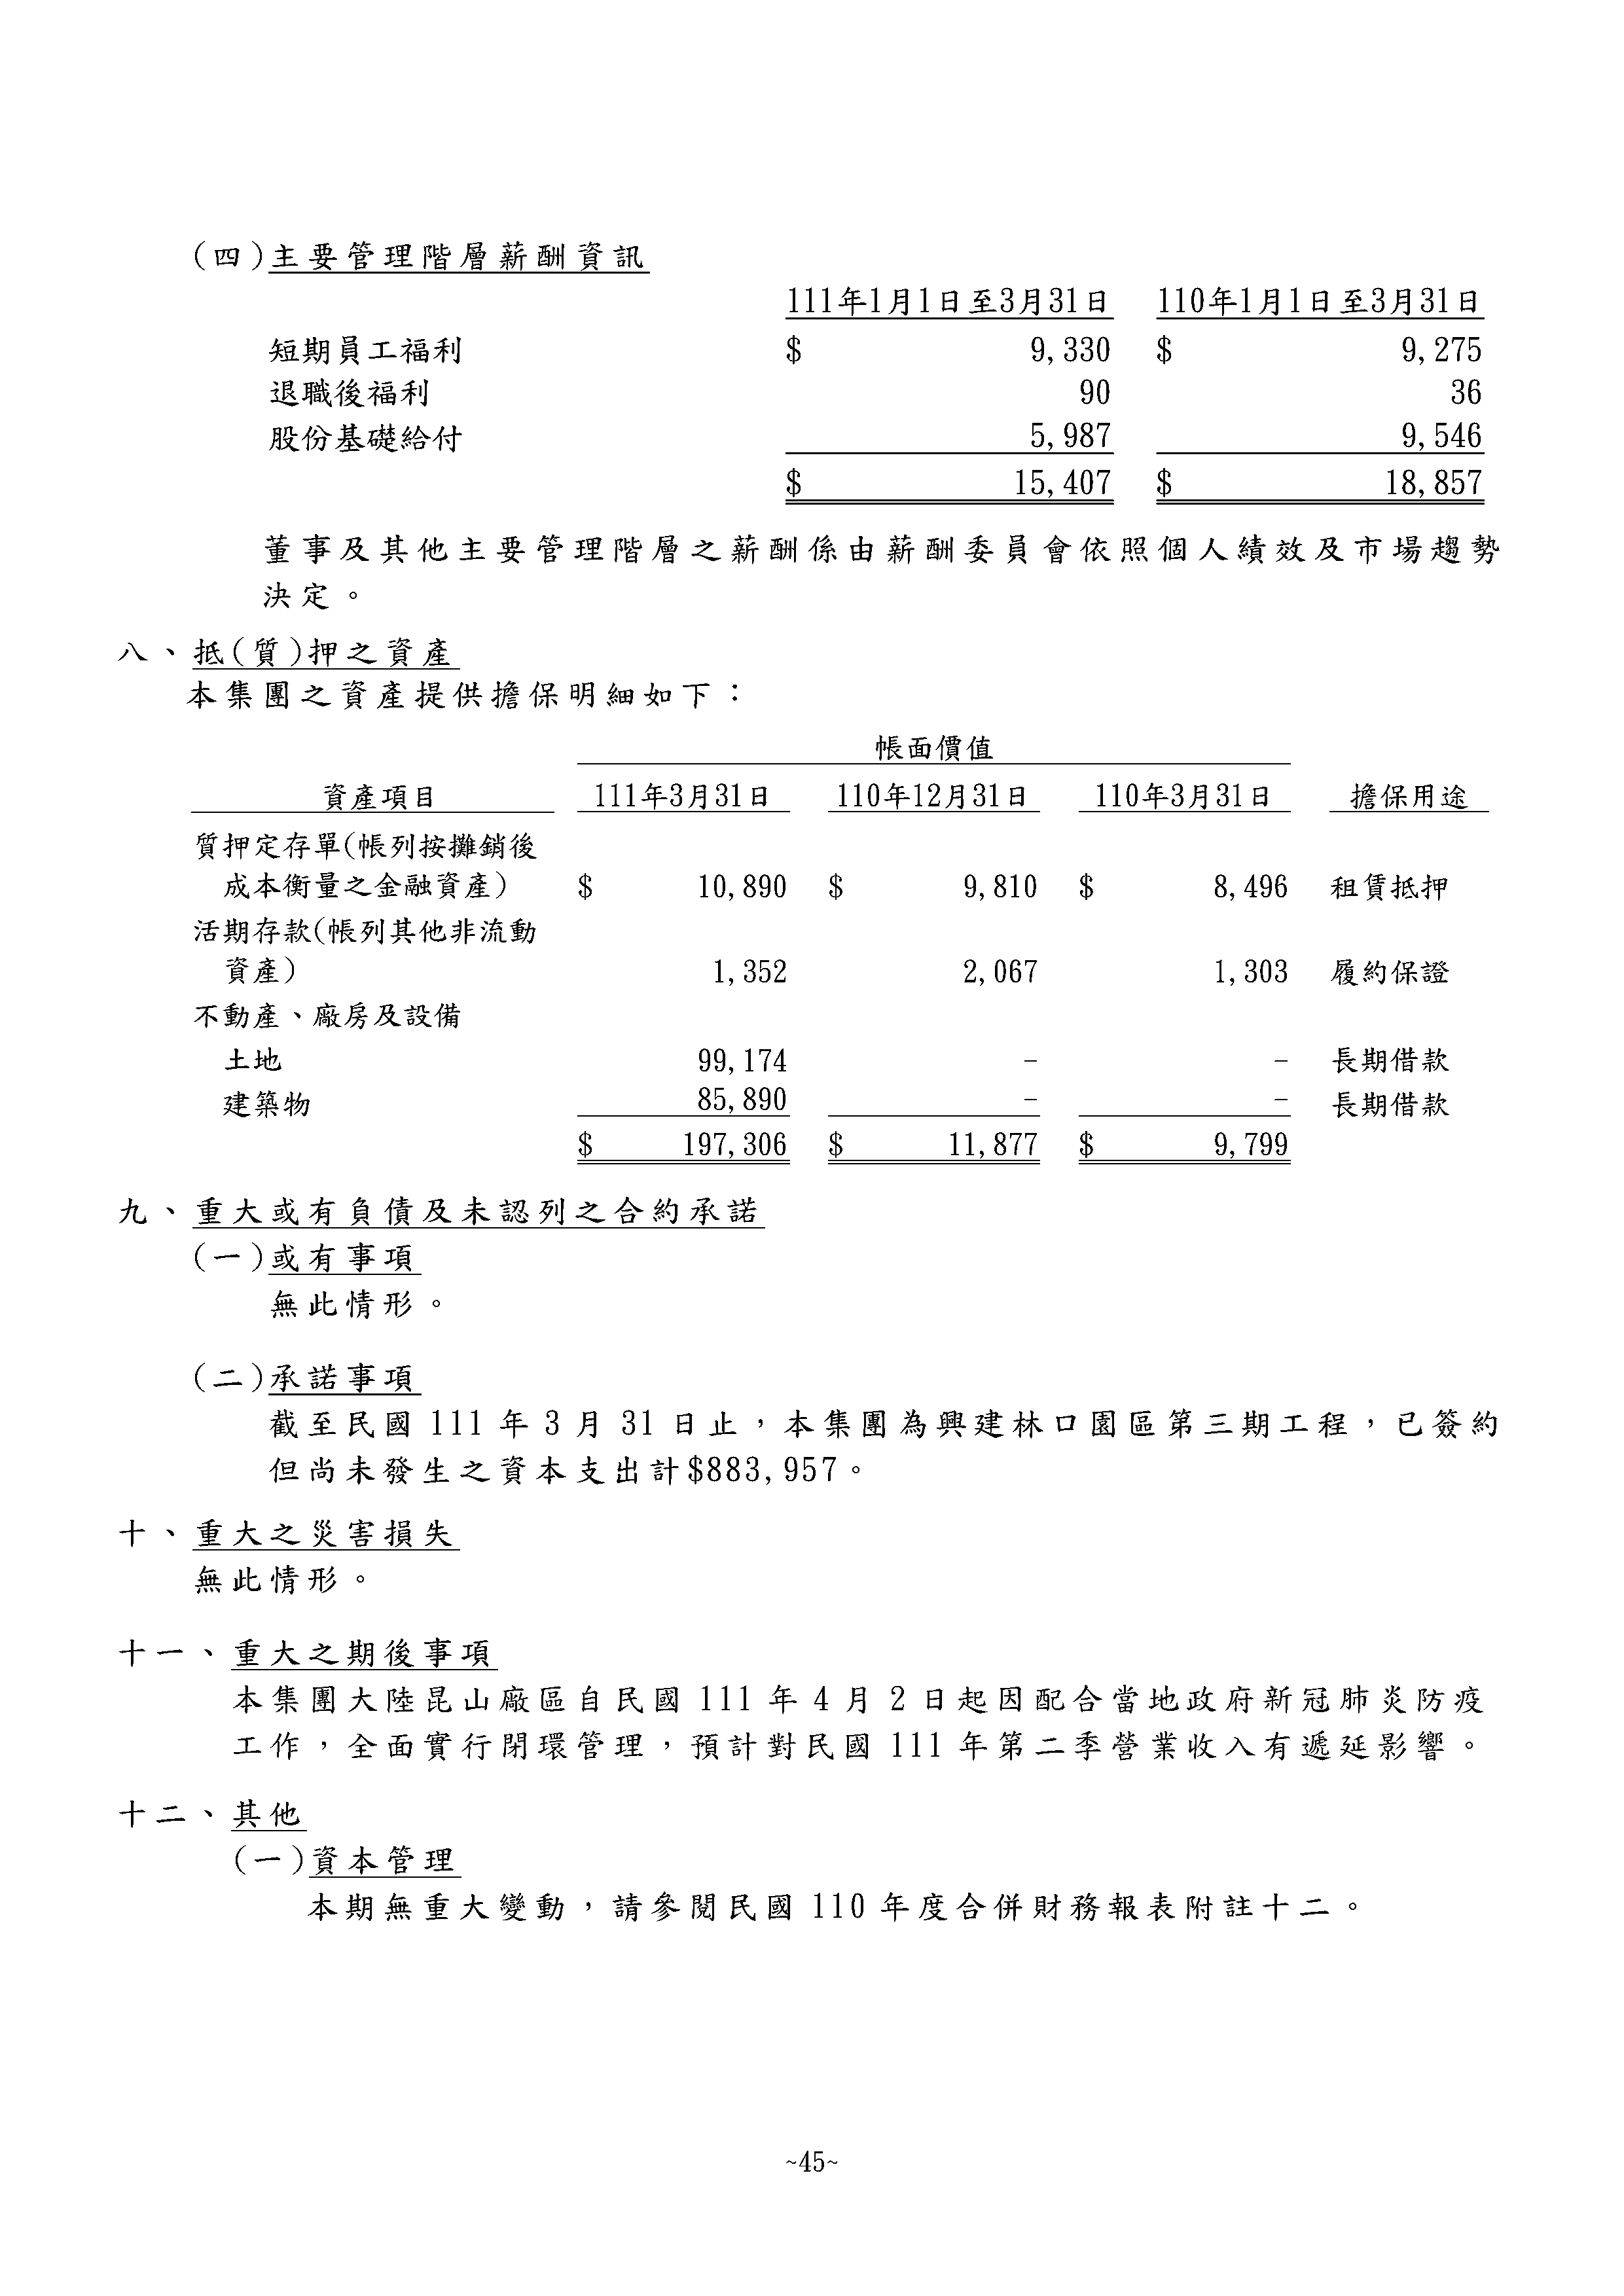 (四)主要管理階層薪酬資訊
111年1月1日至3月31日 110年1月1日至3月31日
短期員工福利 $ 9,330 $ 9,275
退職後福利 90 36
股份基礎給付 5,987 9,546
$ 15,407 $ 18,857
董事及其他主要管理階層之薪酬係由薪酬委員會依照個人績效及市場趨勢
決定。
八、抵(質)押之資產
本集團之資產提供擔保明細如下：
帳面價值
資產項目 111年3月31日 110年12月31日 110年3月31日 擔保用途
質押定存單(帳列按攤銷後
成本衡量之金融資產) $ 10,890 $ 9,810 $ 8,496 租賃抵押
活期存款(帳列其他非流動
資產) 1,352 2,067 1,303 履約保證
不動產、廠房及設備
土地 99,174 - - 長期借款
建築物 85,890 - - 長期借款
$ 197,306 $ 11,877 $ 9,799
九、重大或有負債及未認列之合約承諾
(一)或有事項
無此情形。
(二)承諾事項
截至民國 111 年 3 月 31 日止，本集團為興建林口園區第三期工程，已簽約
但尚未發生之資本支出計$883,957。
十、重大之災害損失
無此情形。
十一、重大之期後事項
本集團大陸昆山廠區自民國 111 年 4 月 2 日起因配合當地政府新冠肺炎防疫
工作，全面實行閉環管理，預計對民國 111 年第二季營業收入有遞延影響。
十二、其他
(一)資本管理
本期無重大變動，請參閱民國 110 年度合併財務報表附註十二。
~45~